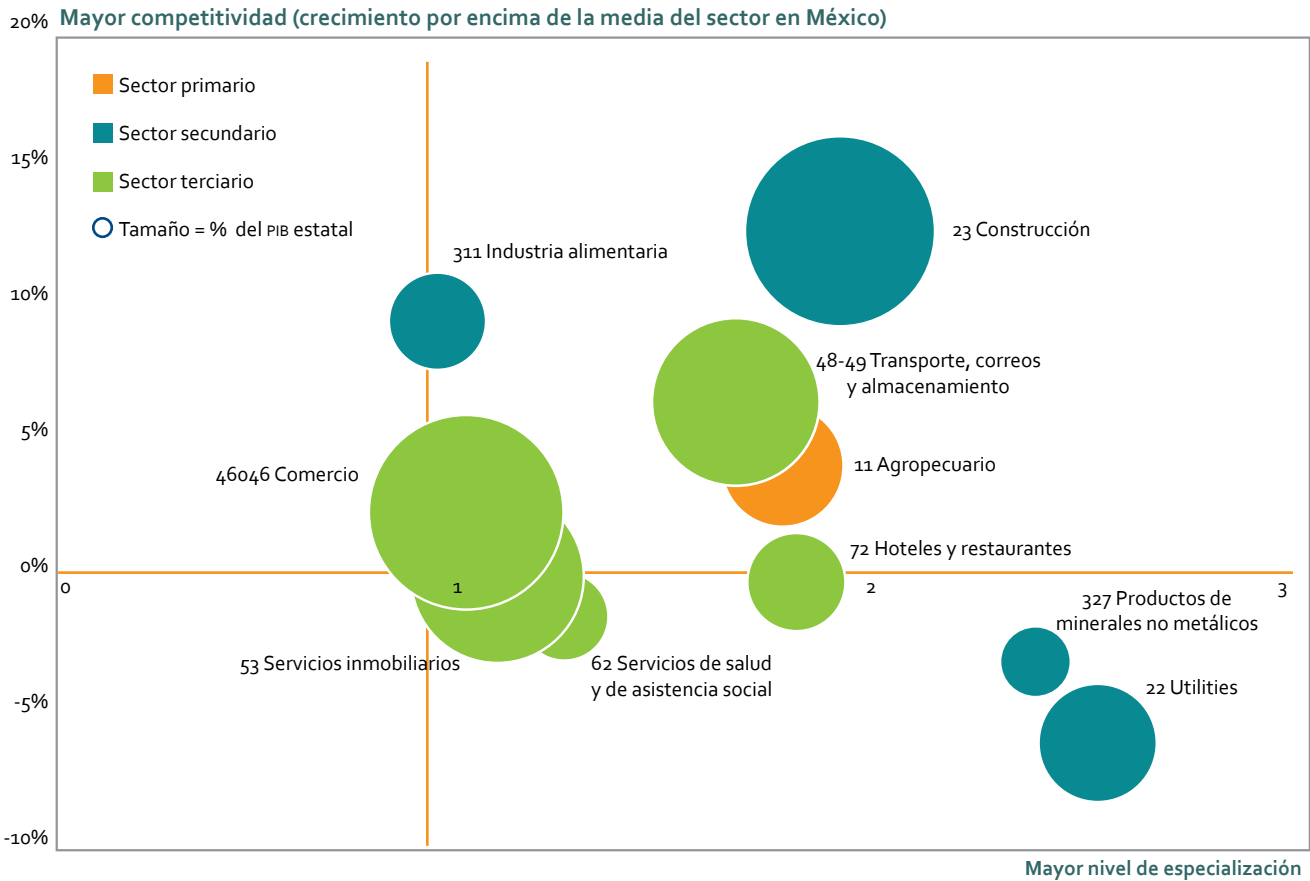 Mayor competitividad (crecimiento por encima de la media del sector en México)
20%
15%
10%
5%
0%
-5%
-10%
Sector primario
Sector secundario
Sector terciario
Tamaño = % del PIB estatal
311 Industria alimentaria
23 Construcción
48-49 Transporte, correos
y almacenamiento
46046 Comercio
11 Agropecuario
72 Hoteles y restaurantes
0
1
2
3
327 Productos de
minerales no metálicos
53 Servicios inmobiliarios
62 Servicios de salud
y de asistencia social
22 Utilities
Mayor nivel de especialización